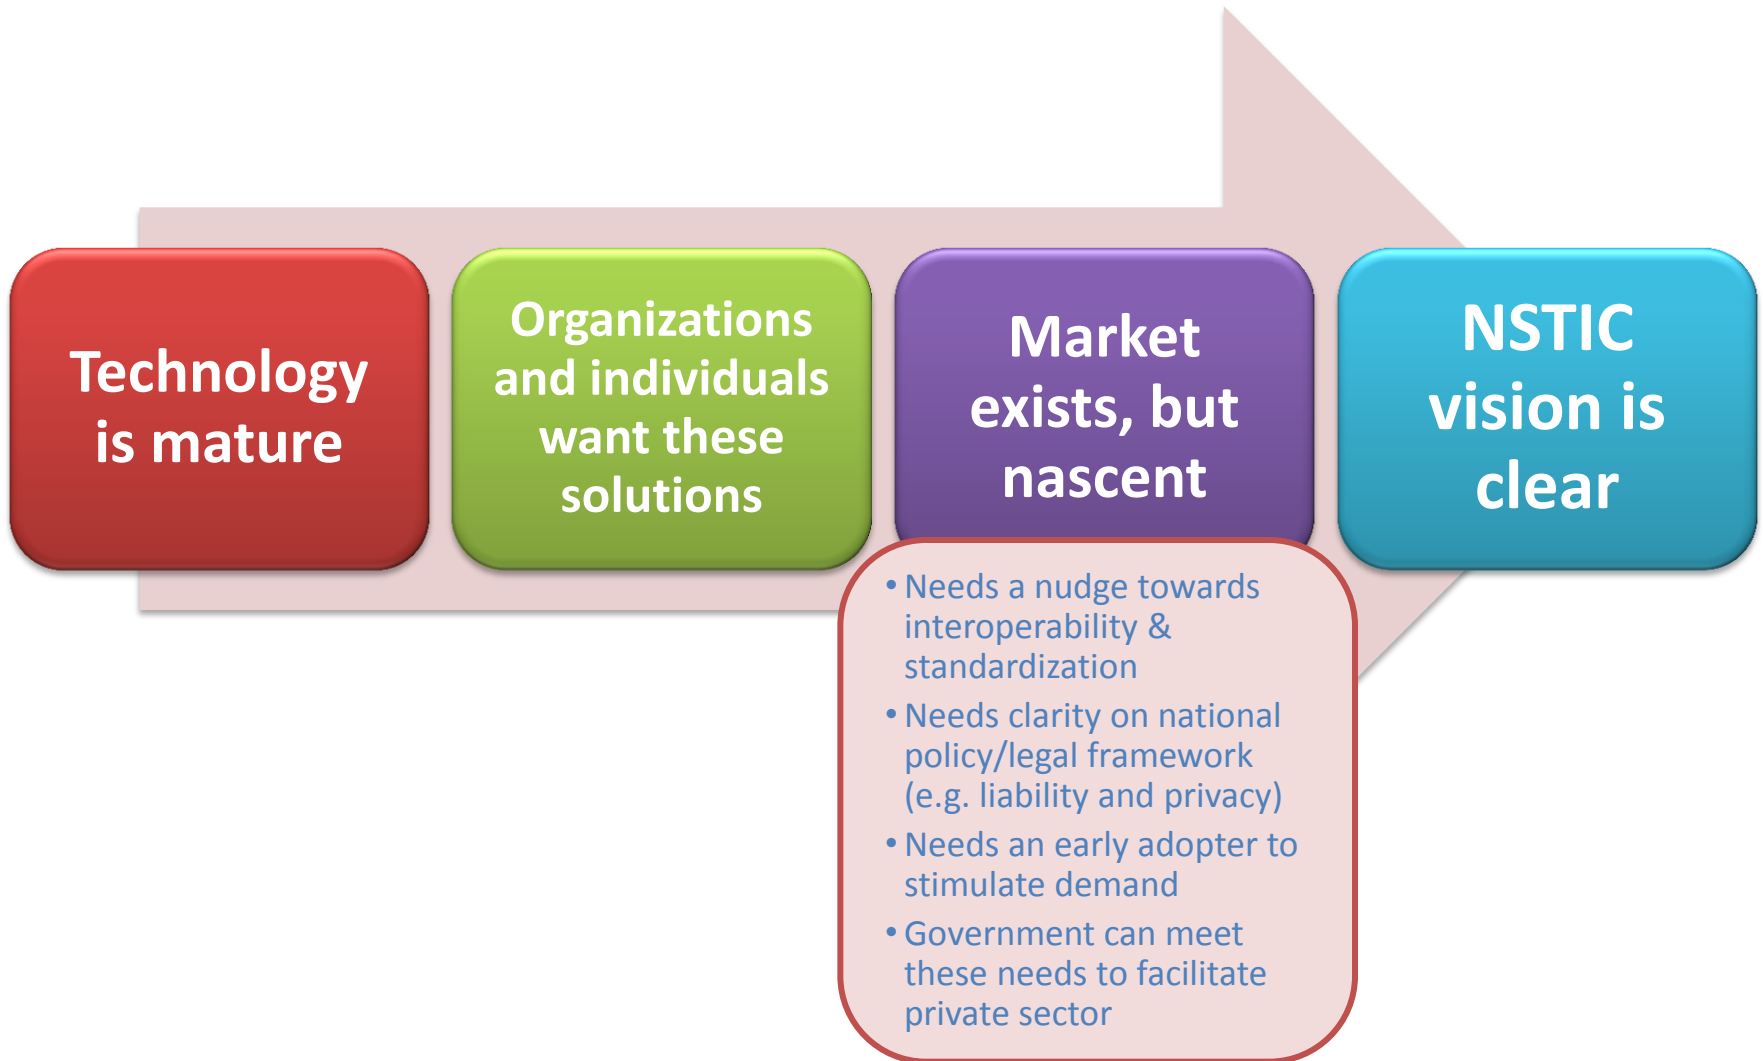 Technology
is mature
Organizations
and individuals
want these
solutions
Market
exists, but
nascent
NSTIC
vision is
clear
• Needs a nudge towards
interoperability &
standardization
• Needs clarity on national
policy/legal framework
(e.g. liability and privacy)
• Needs an early adopter to
stimulate demand
• Government can meet
these needs to facilitate
private sector